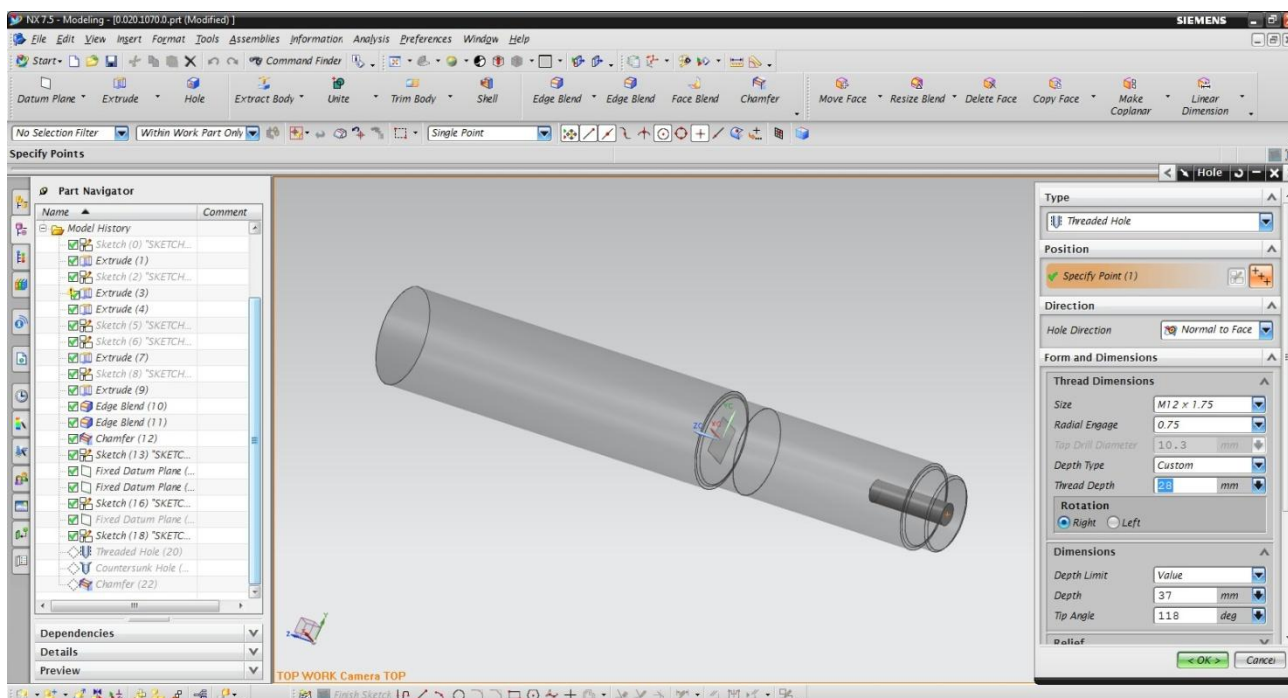 NX 7.5 - Modeling - [0.020.1070.0.prt (Modified) ]
SIEMENS
File Edit View Insert Format Tools Assemblies Information Analysis Preferences Window Help
Start Command Finder
Datum Plane Extrude Hole Extract Body Unite Trim Body Shell Edge Blend Edge Blend Face Blend Chamfer Move Face Resize Blend Delete Face Copy Face Make Coplanar Linear Dimension
No Selection Filter Within Work Part Only Single Point
Specify Points
Hole
Part Navigator
Name Comment
Model History
Sketch (0) "SKETCH...
Extrude (1)
Sketch (2) "SKETCH...
Extrude (3)
Extrude (4)
Sketch (5) "SKETCH...
Sketch (6) "SKETCH...
Extrude (7)
Sketch (8) "SKETCH...
Extrude (9)
Edge Blend (10)
Edge Blend (11)
Chamfer (12)
Sketch (13) "SKETC...
Fixed Datum Plane (...
Fixed Datum Plane (...
Sketch (16) "SKETC...
Fixed Datum Plane (...
Sketch (18) "SKETC...
Threaded Hole (20)
Countersunk Hole (...
Chamfer (22)
Dependencies
Details
Preview
TOP WORK Camera TOP
Type
Threaded Hole
Position
Specify Point (1)
Direction
Hole Direction Normal to Face
Form and Dimensions
Thread Dimensions
Size M12 x 1.75
Radial Engage 0.75
Tap Drill Diameter 10.3 mm
Depth Type Custom
Thread Depth 28 mm
Rotation
Right Left
Dimensions
Depth Limit Value
Depth 37 mm
Tip Angle 118 deg
Relief
< OK > Cancel
Finish Sketch